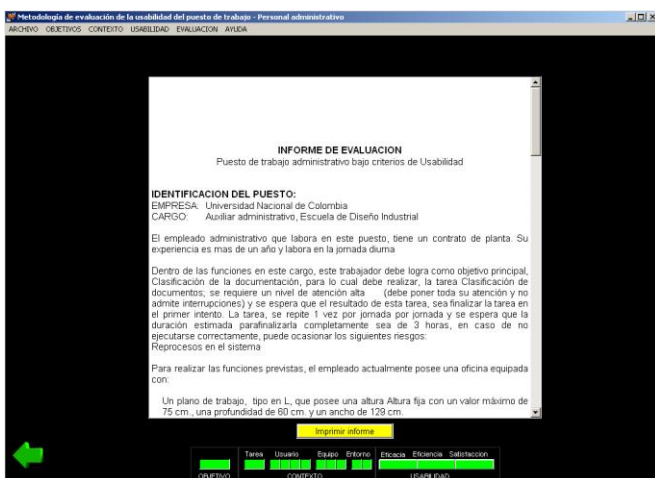 Metodología de evaluación de la usabilidad del puesto de trabajo - Personal administrativo
ARCHIVO OBJETIVOS CONTEXTO USABILIDAD EVALUACION AYUDA
INFORME DE EVALUACION
Puesto de trabajo administrativo bajo criterios de Usabilidad
IDENTIFICACION DEL PUESTO:
EMPRESA: Universidad Nacional de Colombia
CARGO: Auxiliar administrativo, Escuela de Diseño Industrial
El empleado administrativo que labora en este puesto, tiene un contrato de planta. Su
experiencia es mas de un año y labora en la jornada diurna
Dentro de las funciones en este cargo, este trabajador debe logra como objetivo principal,
Clasificación de la documentación, para lo cual debe realizar, la tarea Clasificación de
documentos; se requiere un nivel de atención alta (debe poner toda su atención y no
admite interrupciones) y se espera que el resultado de esta tarea, sea finalizar la tarea en
el primer intento. La tarea, se repite 1 vez por jornada por jornada y se espera que la
duración estimada parafinalizarla completamente sea de 3 horas, en caso de no
ejecutarse correctamente, puede ocasionar los siguientes riesgos:
Reprocesos en el sistema
Para realizar las funciones previstas, el empleado actualmente posee una oficina equipada
con:
Un plano de trabajo, tipo en L, que posee una altura Altura fija con un valor máximo de
75 cm., una profundidad de 60 cm. y un ancho de 129 cm.
Imprimir informe
Tarea Usuario Equipo Entorno Eficacia Eficiencia Satisfaccion
OBJETIVO CONTEXTO USABILIDAD